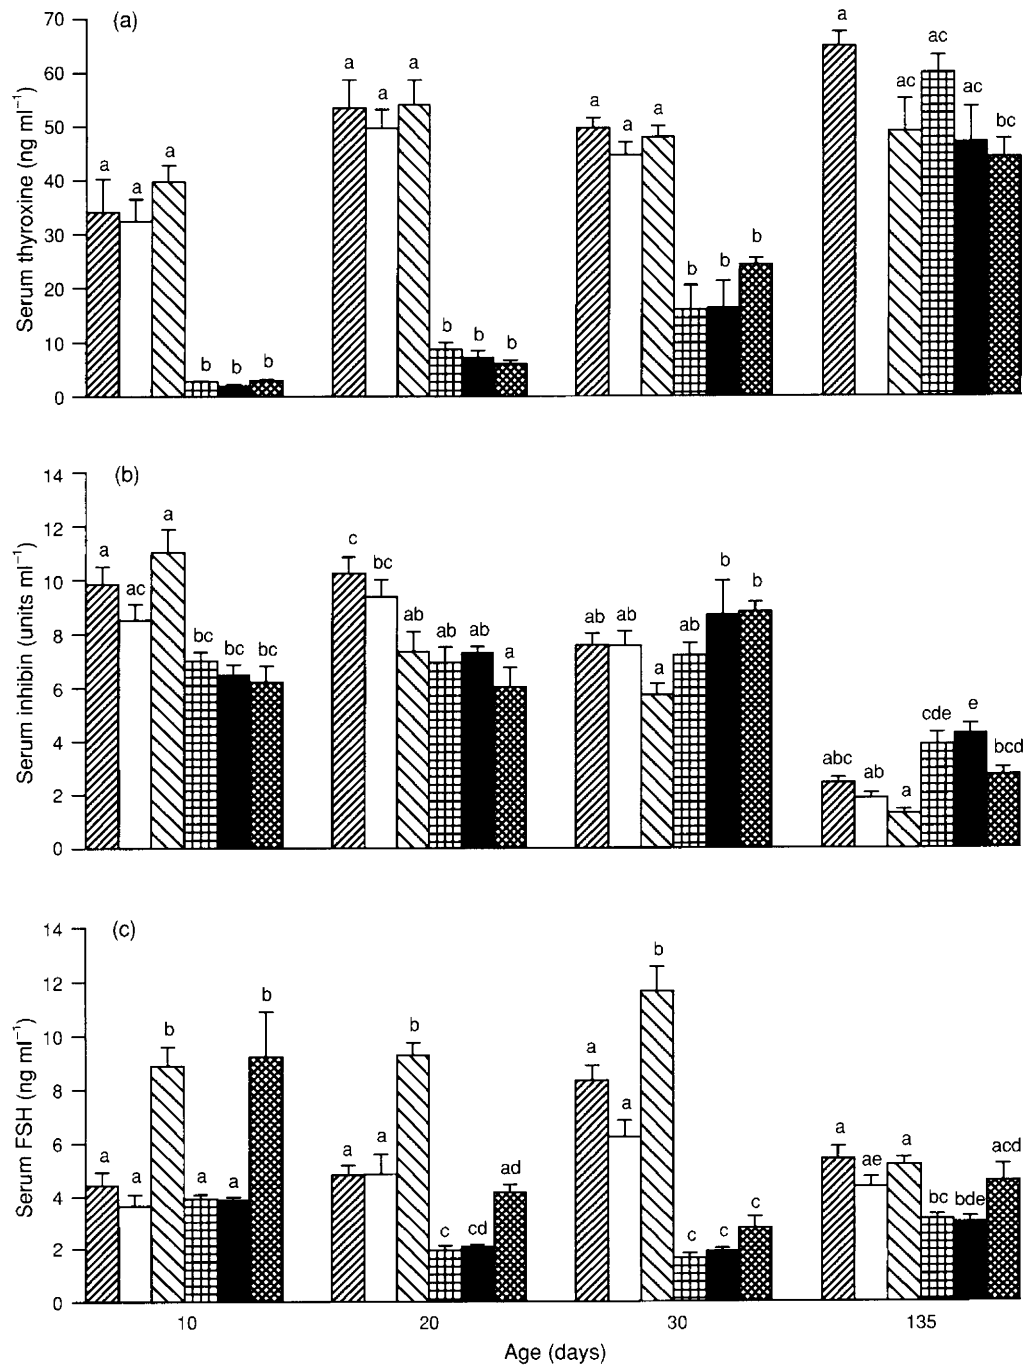 (a)
Serum thyroxine (ng ml⁻¹)
70
60
50
40
30
20
10
0
a a a b b b
a a a b b b
a a a b b b
a ac ac ac bc
(b)
Serum inhibin (units ml⁻¹)
14
12
10
8
6
4
2
0
a ac a bc bc bc
c bc ab ab ab a
ab ab a ab b b
abc ab a cde e bcd
(c)
Serum FSH (ng ml⁻¹)
14
12
10
8
6
4
2
0
a a b a a b
a a b c cd ad
a a b c c c
a ae a bc bde acd
10 20 30 135
Age (days)